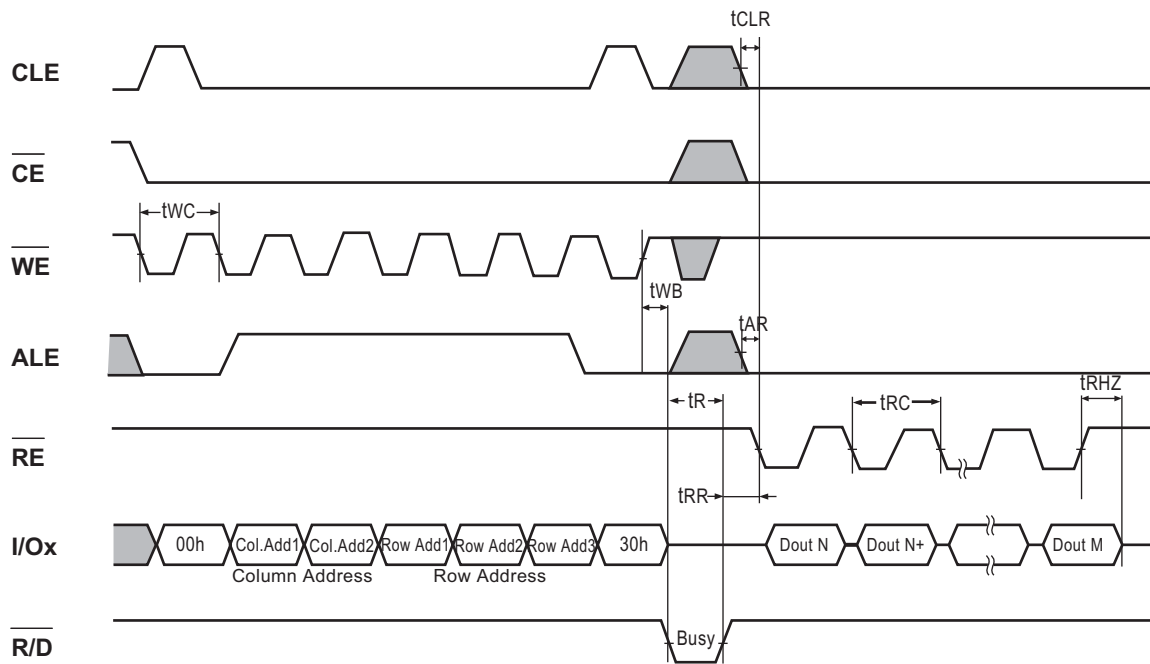 tCLR
CLE
CE
tWC
WE
tWB
tAR
ALE
tR
tRC
tRHZ
RE
tRR
I/Ox
00h
Col.Add1
Col.Add2
Row Add1
Row Add2
Row Add3
30h
Dout N
Dout N+
Dout M
Column Address
Row Address
Busy
R/D